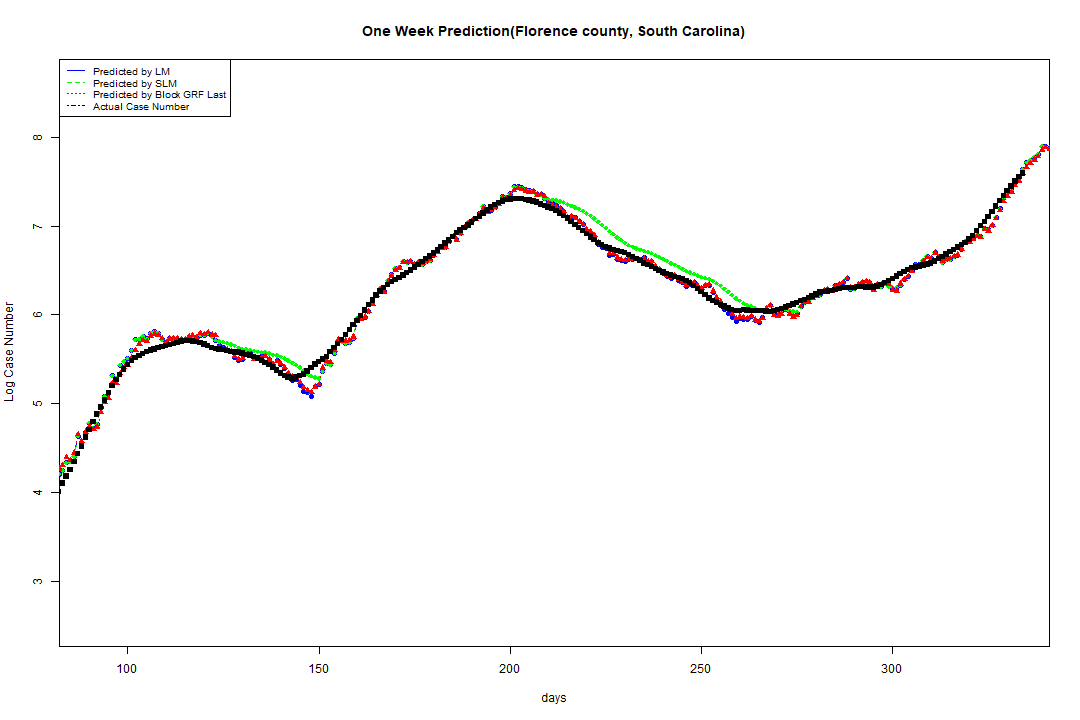 One Week Prediction(Florence county, South Carolina)
Predicted by LM
Predicted by SLM
Predicted by Block GRF Last
Actual Case Number
8
7
6
5
4
3
Log Case Number
100 150 200 250 300
days